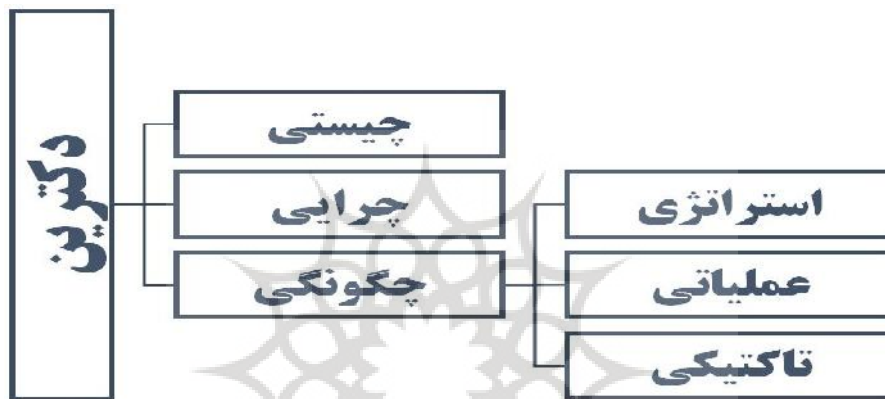 دکترین
چیستی
چرایی
چگونگی
استراتژی
عملیاتی
تاکتیکی